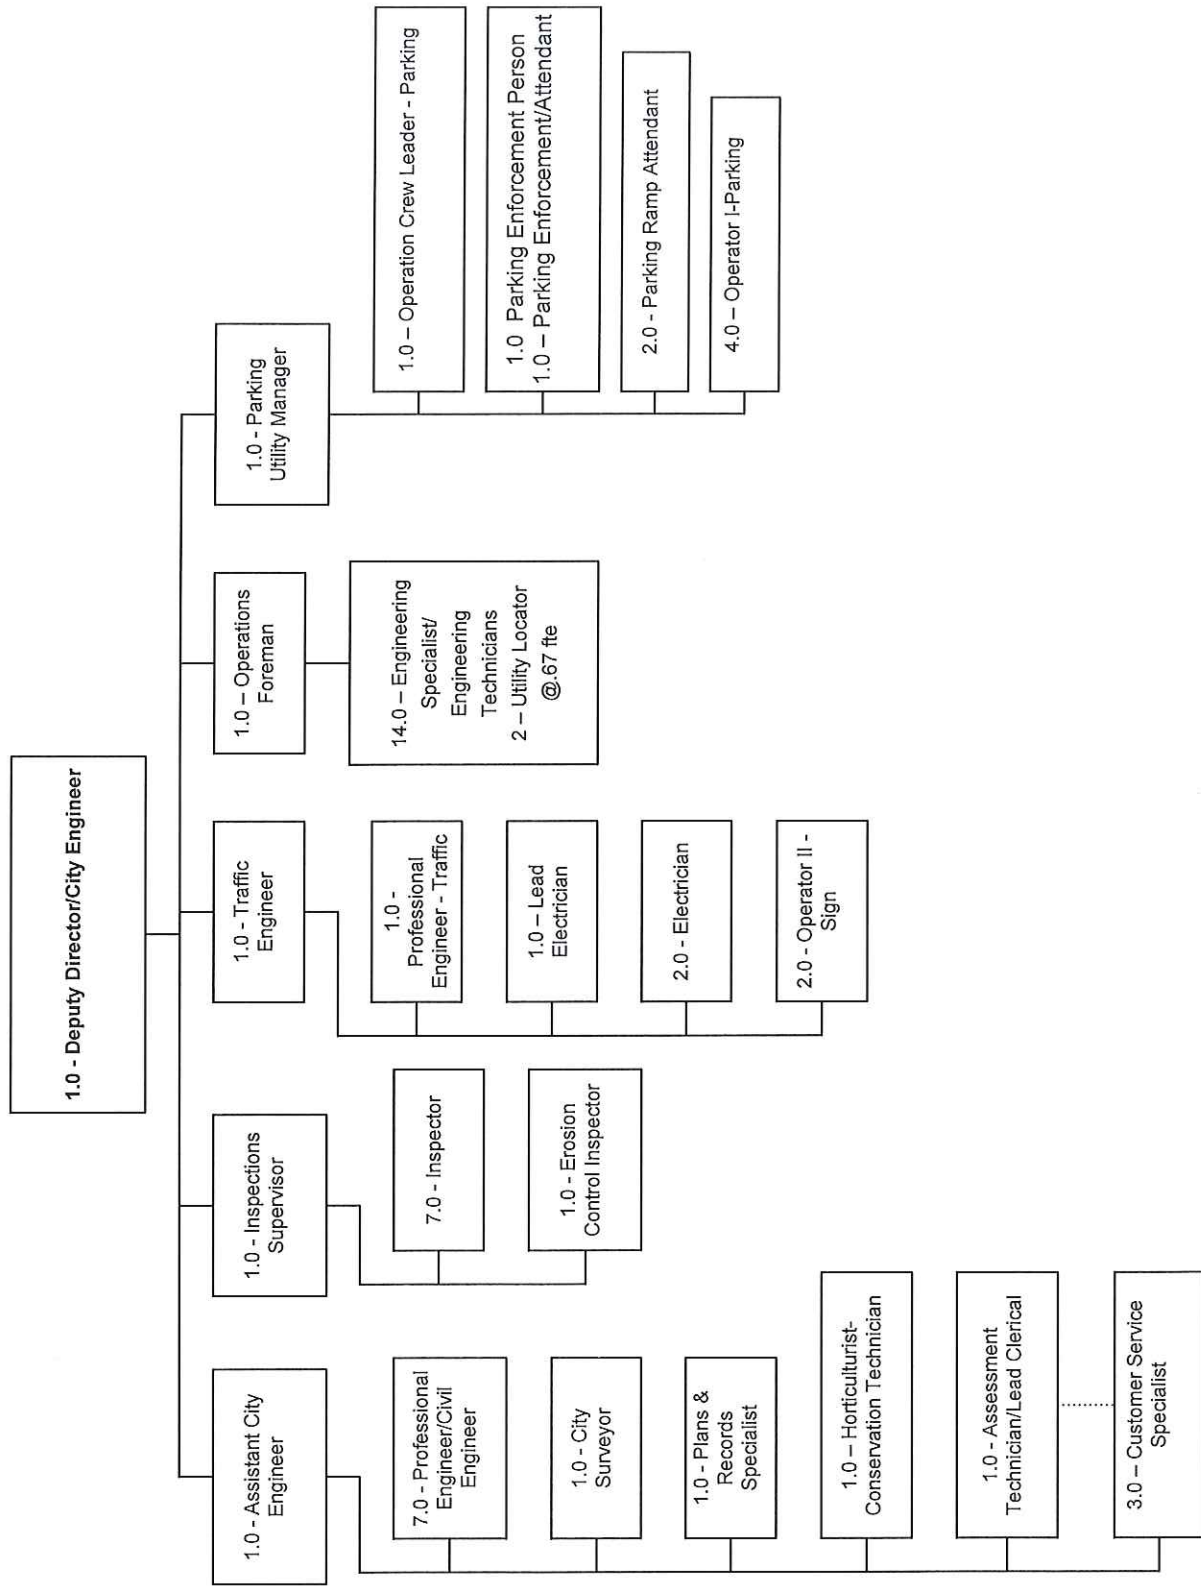 1.0 - Deputy Director/City Engineer
1.0 - Assistant City
Engineer
7.0 - Professional
Engineer/Civil
Engineer
1.0 - City
Surveyor
1.0 - Plans &
Records
Specialist
1.0 – Horticulturist-
Conservation Technician
1.0 - Assessment
Technician/Lead Clerical
3.0 – Customer Service
Specialist
1.0 - Inspections
Supervisor
7.0 - Inspector
1.0 - Erosion
Control Inspector
1.0 - Traffic
Engineer
1.0 -
Professional
Engineer - Traffic
1.0 – Lead
Electrician
2.0 - Electrician
2.0 - Operator II -
Sign
1.0 – Operations
Foreman
14.0 – Engineering
Specialist/
Engineering
Technicians
2 – Utility Locator
@.67 fte
1.0 - Parking
Utility Manager
1.0 – Operation Crew Leader - Parking
1.0 Parking Enforcement Person
1.0 – Parking Enforcement/Attendant
2.0 - Parking Ramp Attendant
4.0 – Operator I-Parking